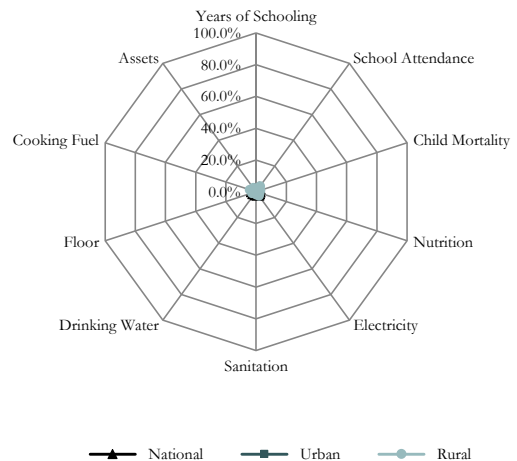 Years of Schooling
100.0%
Assets
School Attendance
80.0%
60.0%
40.0%
Cooking Fuel
Child Mortality
20.0%
0.0%
Floor
Nutrition
Drinking Water
Electricity
Sanitation
National Urban Rural